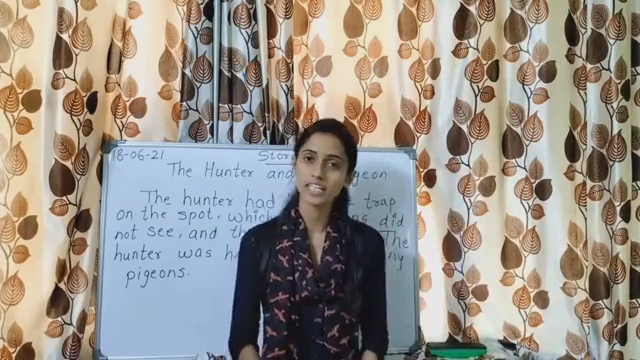 18-06-21 Story
The Hunter and
The hunter had trap
on the spot, did
not see, and The
hunter was
pigeons.